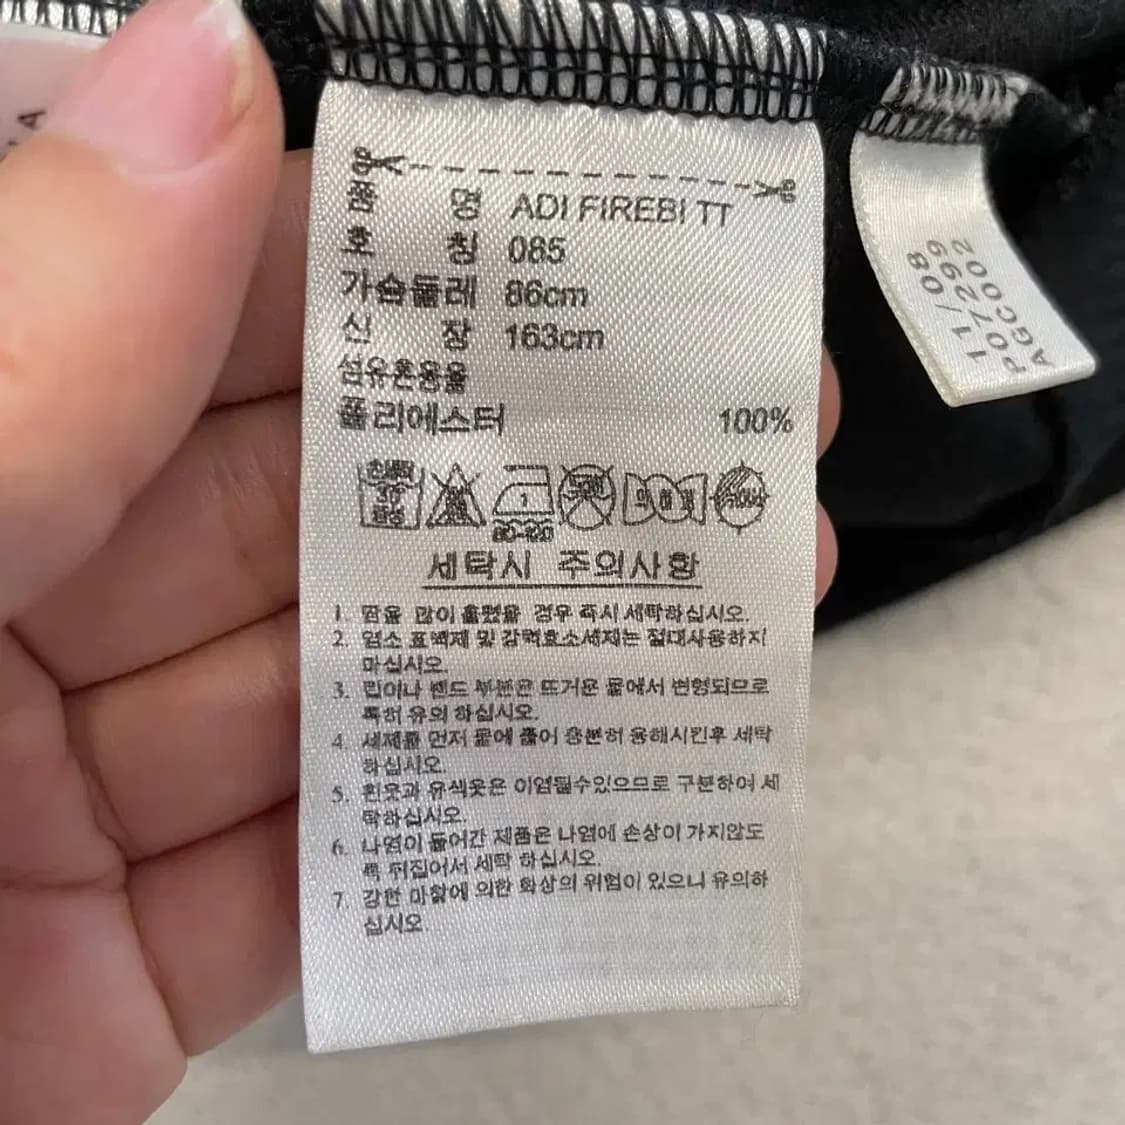 품 명 ADI FIREBI TT
호 칭 085
가슴둘레 86cm
신 장 163cm
섬유혼용율
폴리에스터 100%
80-120
세탁시 주의사항
1. 땀을 많이 흘렸을 경우 즉시 세탁하십시오.
2. 염소 표백제 및 강력효소세제는 절대사용하지
마십시오.
3. 립이나 밴드 부분은 뜨거운 물에서 변형되므로
특히 유의 하십시오.
4. 세제를 먼저 물에 풀어 충분히 용해시킨후 세탁
하십시오.
5. 흰옷과 유색옷은 이염될수있으므로 구분하여 세
탁하십시오.
6. 나염이 들어간 제품은 나염에 손상이 가지않도
록 뒤집어서 세탁 하십시오.
7. 강한 마찰에 의한 화상의 위험이 있으니 유의하
십시오.
11/08
P07299
AGC002